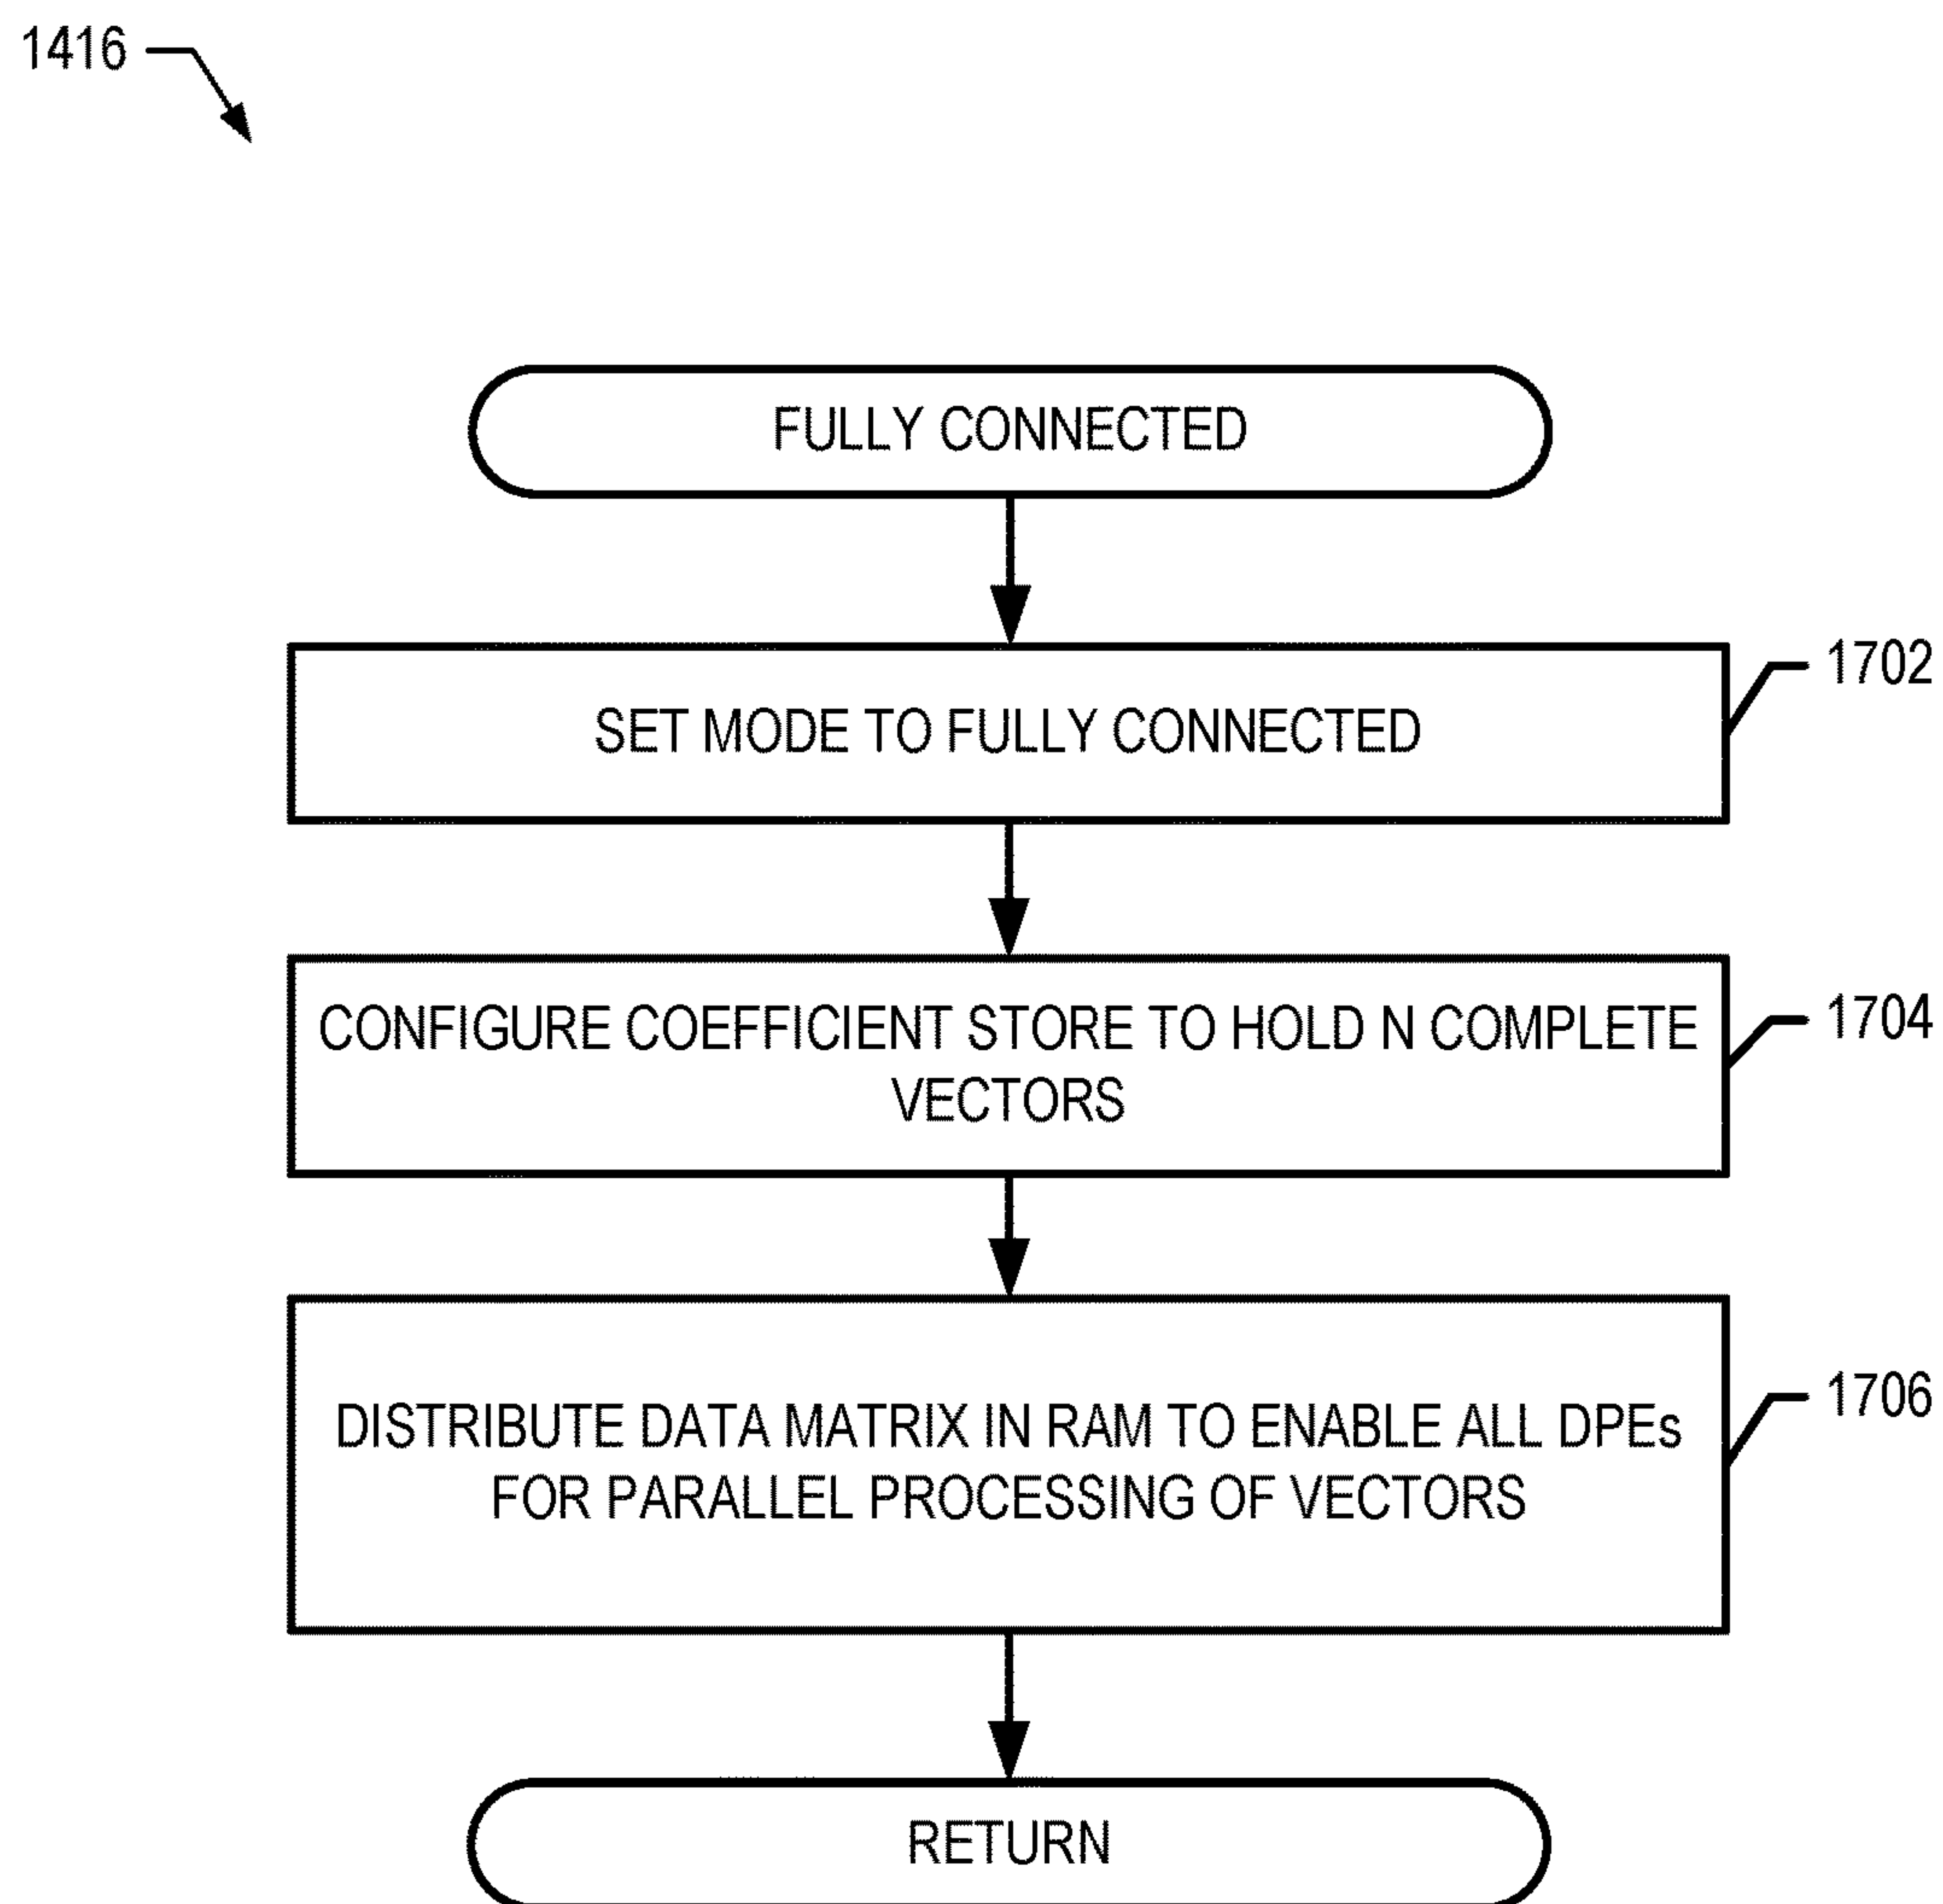 1416
FULLY CONNECTED
SET MODE TO FULLY CONNECTED
1702
CONFIGURE COEFFICIENT STORE TO HOLD N COMPLETE
VECTORS
1704
DISTRIBUTE DATA MATRIX IN RAM TO ENABLE ALL DPEs
FOR PARALLEL PROCESSING OF VECTORS
1706
RETURN